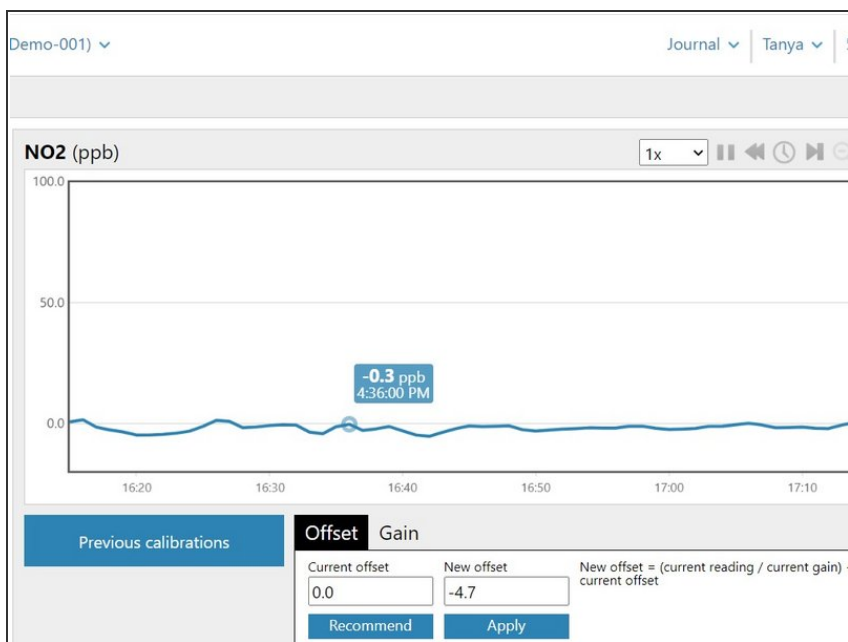 Demo-001)
Journal
Tanya
NO2 (ppb)
1x
100.0
50.0
0.0
-0.3 ppb
4:36:00 PM
16:20 16:30 16:40 16:50 17:00 17:10
Previous calibrations
Offset Gain
Current offset New offset
0.0 -4.7
New offset = (current reading / current gain)
current offset
Recommend Apply